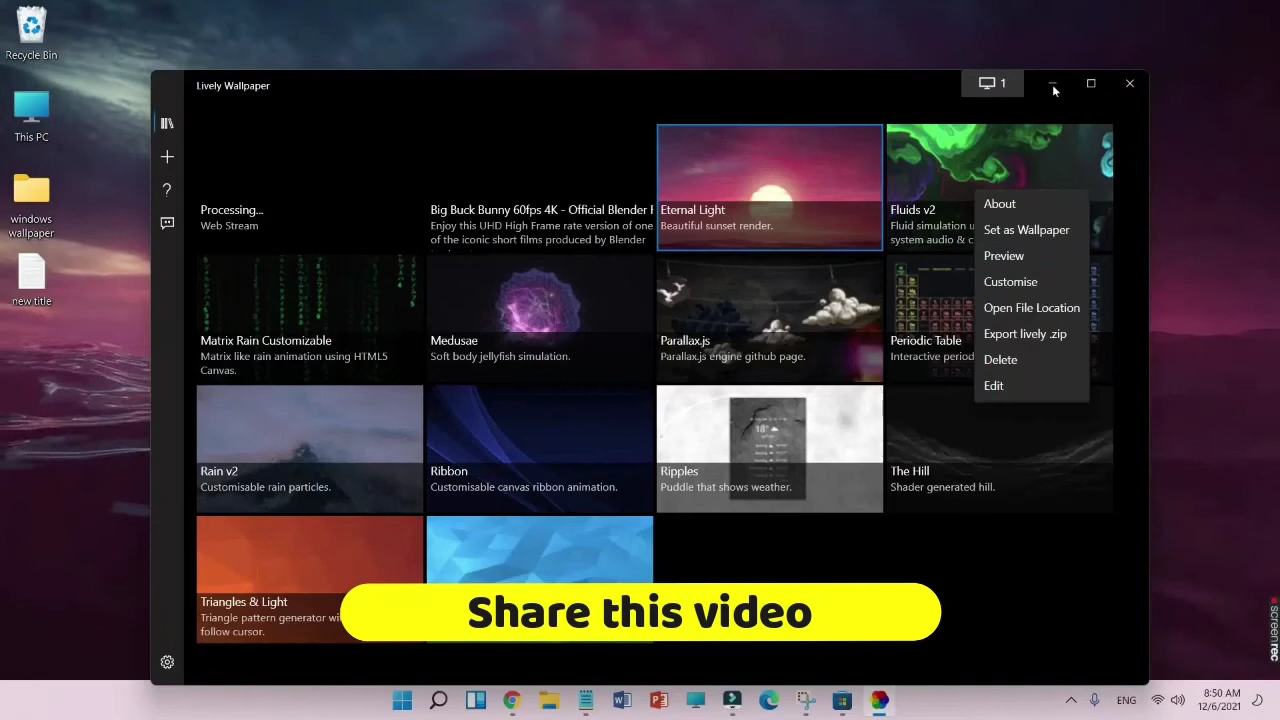 Recycle Bin
This PC
windows
wallpaper
new title
Lively Wallpaper
1
Processing...
Web Stream
Big Buck Bunny 60fps 4K - Official Blender F
Enjoy this UHD High Frame rate version of one
of the iconic short films produced by Blender
Eternal Light
Beautiful sunset render.
Fluids v2
Fluid simulation
system audio & c
About
Set as Wallpaper
Preview
Customise
Open File Location
Export lively .zip
Delete
Edit
Matrix Rain Customizable
Matrix like rain animation using HTML5
Canvas.
Medusae
Soft body jellyfish simulation.
Parallax.js
Parallax.js engine github page.
Periodic Table
Interactive period
Rain v2
Customisable rain particles.
Ribbon
Customisable canvas ribbon animation.
18°
Ripples
Puddle that shows weather.
The Hill
Shader generated hill.
Triangles & Light
Triangle pattern generator wi
follow cursor.
Share this video
screenrec
ENG
8:50 AM
12/6/2021